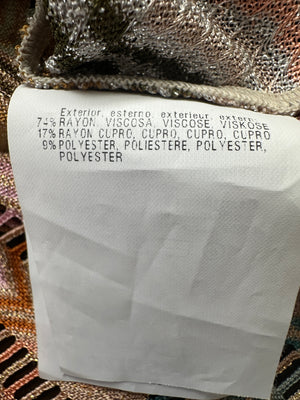 Exterior, esterno, exterieur, extern
74% RAYON, VISCOSA, VISCOSE, VISKOSE
17% RAYON CUPRO, CUPRO, CUPRO, CUPRO
9% POLYESTER, POLIESTERE, POLYESTER,
POLYESTER